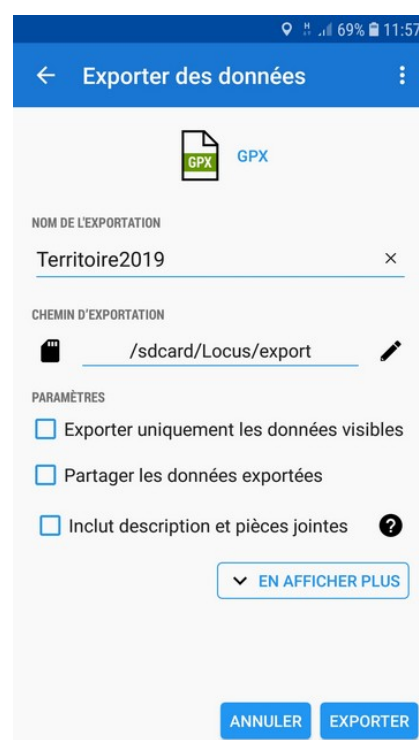 69% 11:57
Exporter des données
GPX GPX
NOM DE L'EXPORTATION
Territoire2019
CHEMIN D'EXPORTATION
/sdcard/Locus/export
PARAMÈTRES
Exporter uniquement les données visibles
Partager les données exportées
Inclut description et pièces jointes ?
EN AFFICHER PLUS
ANNULER EXPORTER